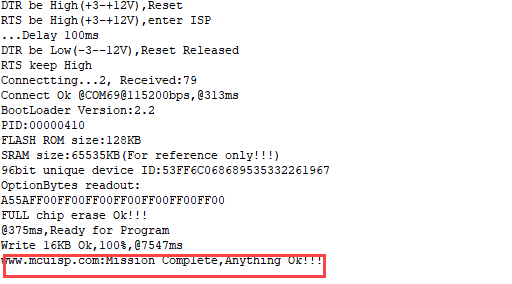 DTR be High(+3-+12V),Reset
RTS be High(+3-+12V),enter ISP
...Delay 100ms
DTR be Low(-3--12V),Reset Released
RTS keep High
Connectting...2, Received:79
Connect Ok @COM69@115200bps,@313ms
BootLoader Version:2.2
PID:00000410
FLASH ROM size:128KB
SRAM size:65535KB(For reference only!!!)
96bit unique device ID:53FF6C068689535332261967
OptionBytes readout:
A55AFF00FF00FF00FF00FF00FF00FF00
FULL chip erase Ok!!!
@375ms,Ready for Program
Write 16KB Ok,100%,@7547ms
www.mcuisp.com:Mission Complete,Anything Ok!!!